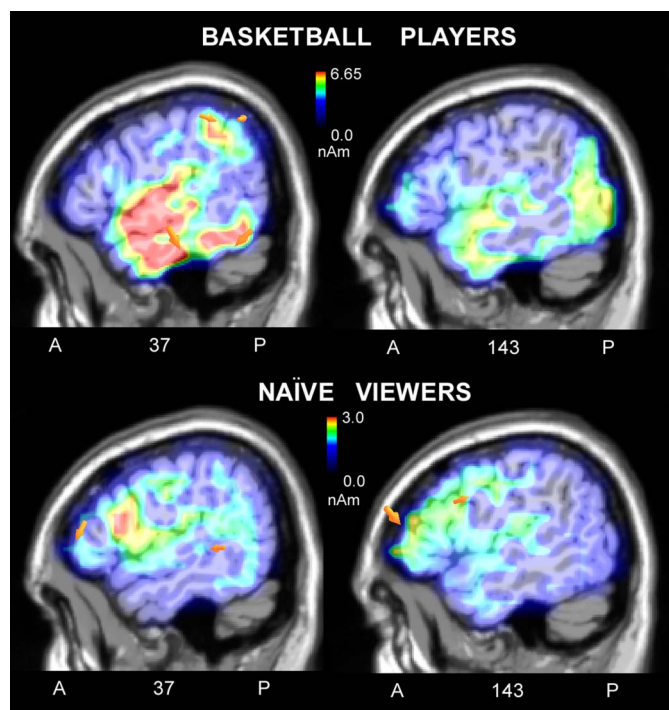 BASKETBALL PLAYERS
6.65
0.0
nAm
A 37 P
A 143 P
NAÏVE VIEWERS
3.0
0.0
nAm
A 37 P
A 143 P